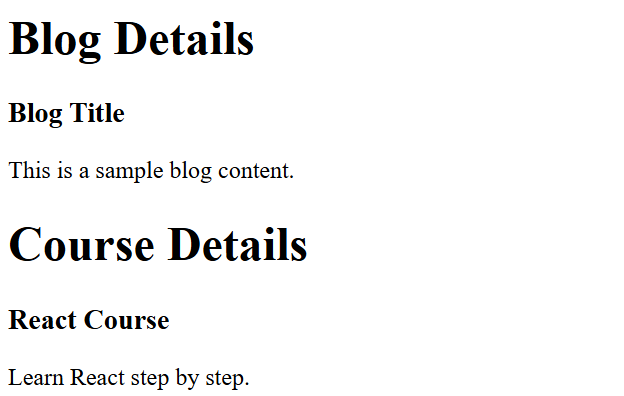 Blog Details
Blog Title
This is a sample blog content.
Course Details
React Course
Learn React step by step.